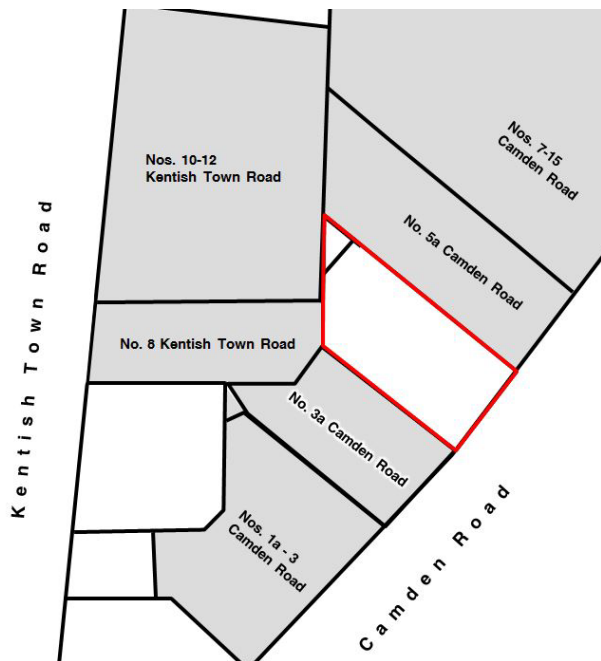 Nos. 7-15
Camden Road
Nos. 10-12
Kentish Town Road
No. 5a Camden Road
Kentish Town Road
No. 8 Kentish Town Road
No. 3a Camden Road
Nos. 1a - 3
Camden Road
Camden Road